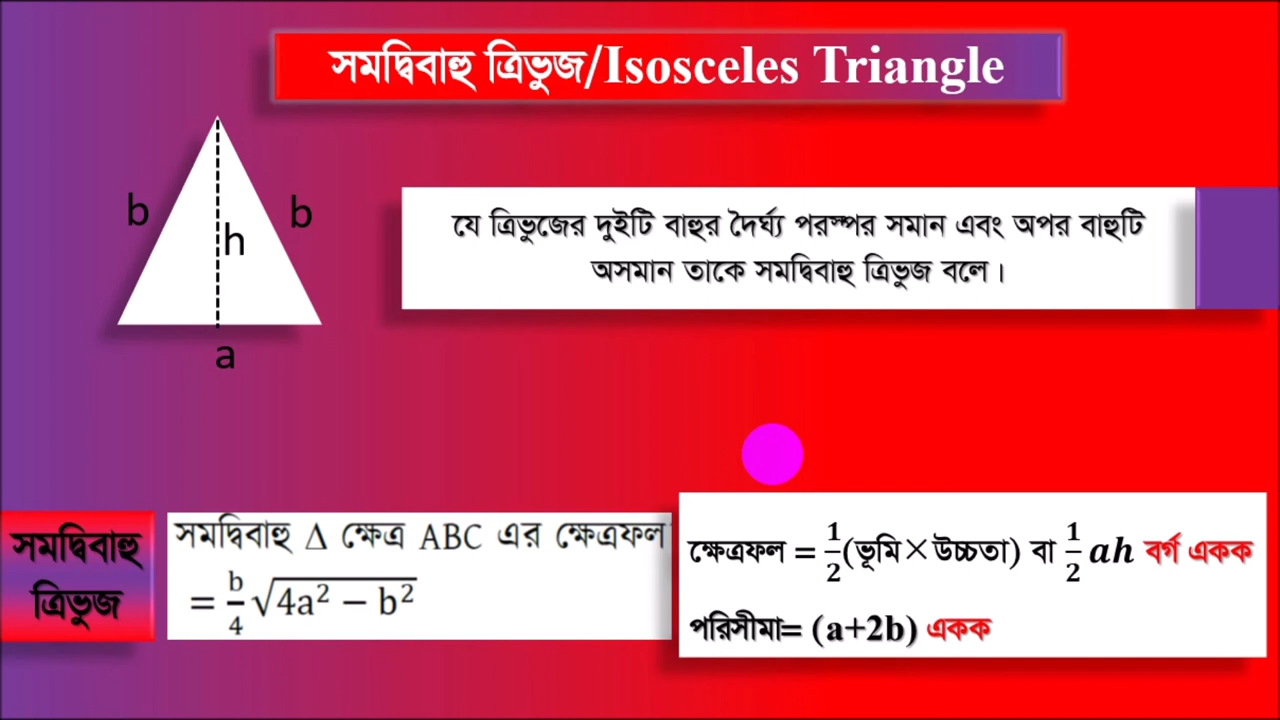 সমদ্বিবাহু ত্রিভুজ/Isosceles Triangle
b
b
h
a
যে ত্রিভুজের দুইটি বাহুর দৈর্ঘ্য পরস্পর সমান এবং অপর বাহুটি
অসমান তাকে সমদ্বিবাহু ত্রিভুজ বলে।
সমদ্বিবাহু
ত্রিভুজ
সমদ্বিবাহু Δ ক্ষেত্র ABC এর ক্ষেত্রফল
= b/4 √(4a² − b²)
ক্ষেত্রফল = 1/2 (ভূমি×উচ্চতা) বা 1/2 ah বর্গ একক
পরিসীমা= (a+2b) একক